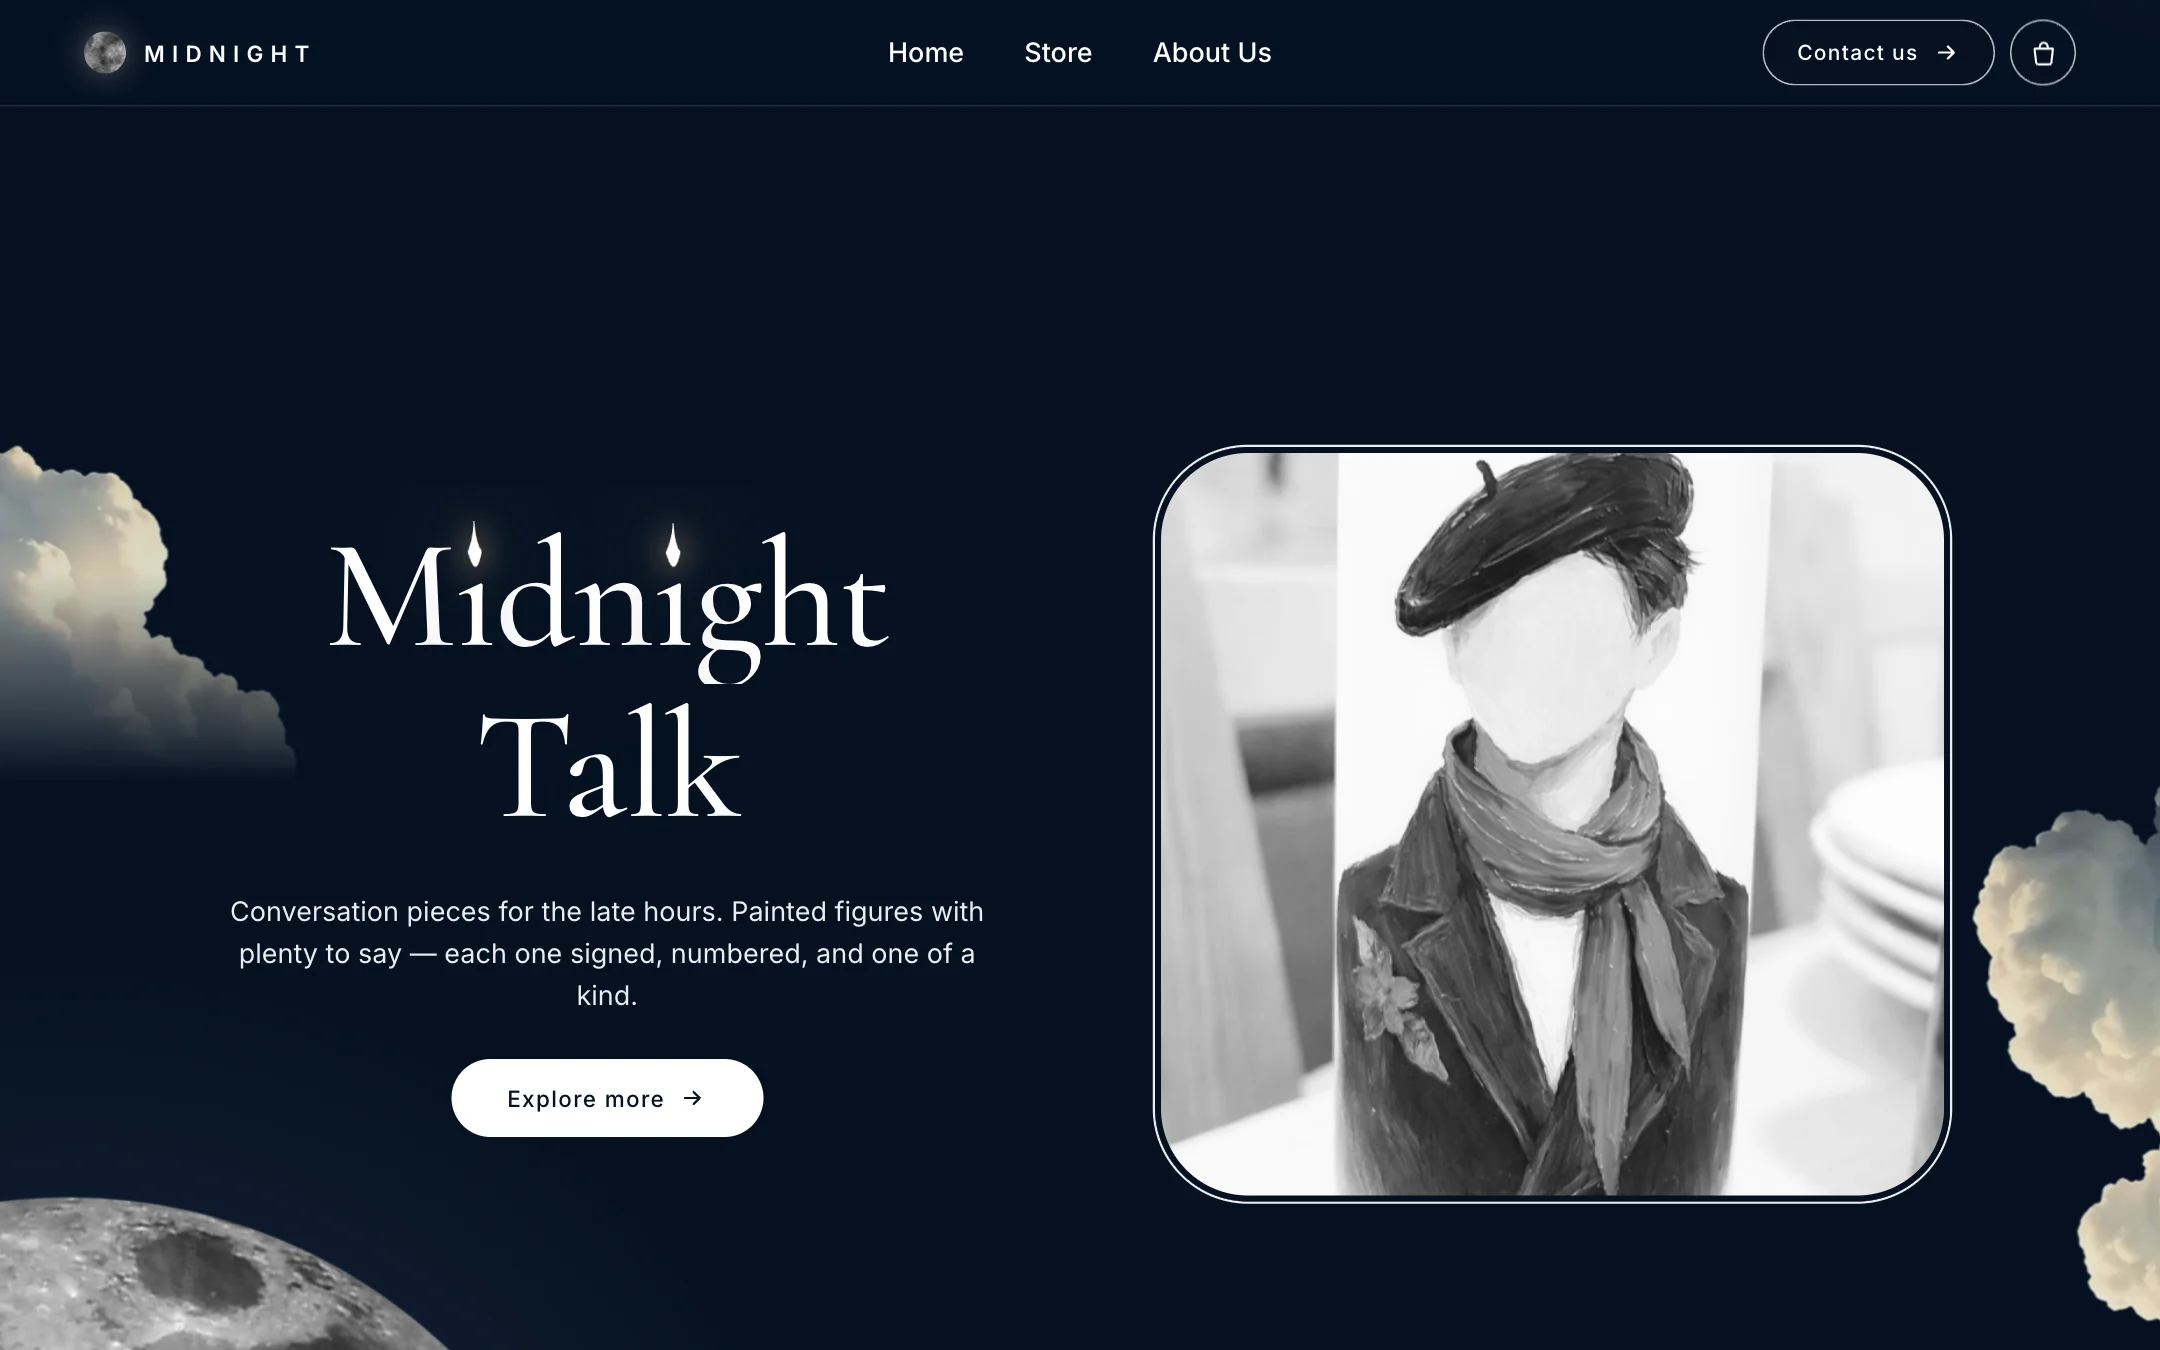 MIDNIGHT
Home
Store
About Us
Contact us →
Midnight
Talk
Conversation pieces for the late hours. Painted figures with
plenty to say — each one signed, numbered, and one of a
kind.
Explore more →